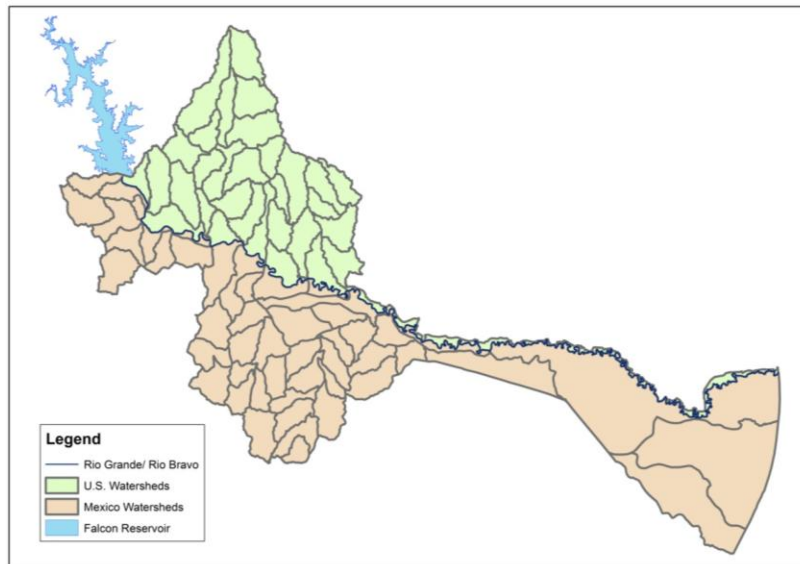 Legend
Rio Grande/ Rio Bravo
U.S. Watersheds
Mexico Watersheds
Falcon Reservoir